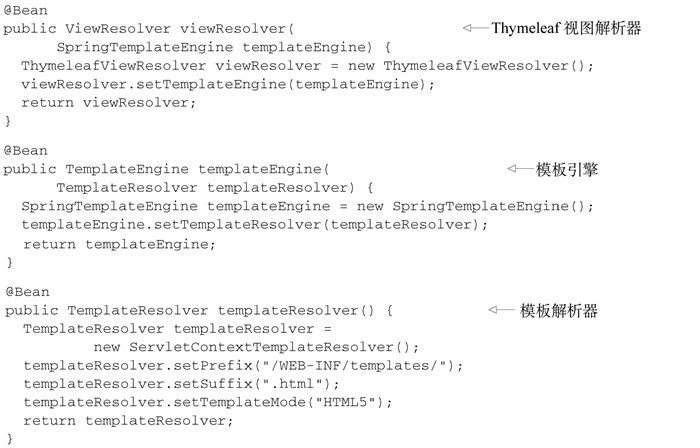 @Bean
public ViewResolver viewResolver( Thymeleaf 视图解析器
SpringTemplateEngine templateEngine) {
ThymeleafViewResolver viewResolver = new ThymeleafViewResolver();
viewResolver.setTemplateEngine(templateEngine);
return viewResolver;
}
@Bean
public TemplateEngine templateEngine( 模板引擎
TemplateResolver templateResolver) {
SpringTemplateEngine templateEngine = new SpringTemplateEngine();
templateEngine.setTemplateResolver(templateResolver);
return templateEngine;
}
@Bean
public TemplateResolver templateResolver() { 模板解析器
TemplateResolver templateResolver =
new ServletContextTemplateResolver();
templateResolver.setPrefix("/WEB-INF/templates/");
templateResolver.setSuffix(".html");
templateResolver.setTemplateMode("HTML5");
return templateResolver;
}